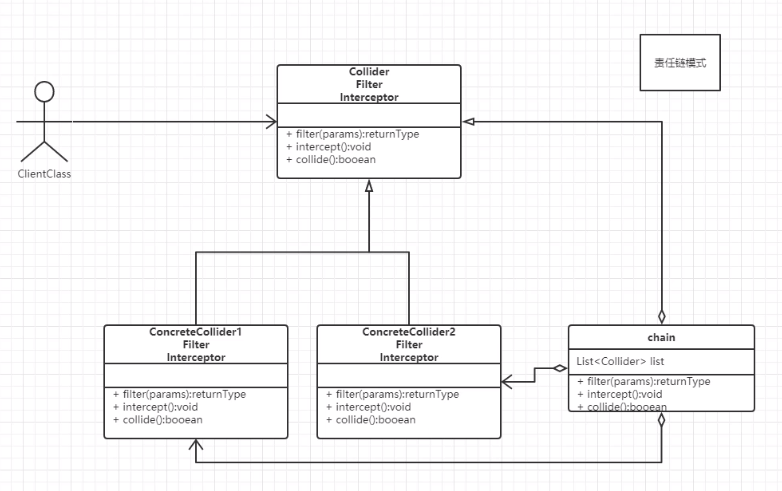 责任链模式
Collider
Filter
Interceptor
+ filter(params):returnType
+ intercept():void
+ collide():booean
ClientClass
ConcreteCollider1
Filter
Interceptor
+ filter(params):returnType
+ intercept():void
+ collide():booean
ConcreteCollider2
Filter
Interceptor
+ filter(params):returnType
+ intercept():void
+ collide():booean
chain
List<Collider> list
+ filter(params):returnType
+ intercept():void
+ collide():booean